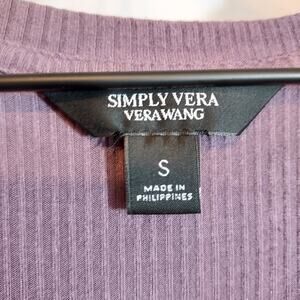 SIMPLY VERA
VERAWANG
S
MADE IN
PHILIPPINES